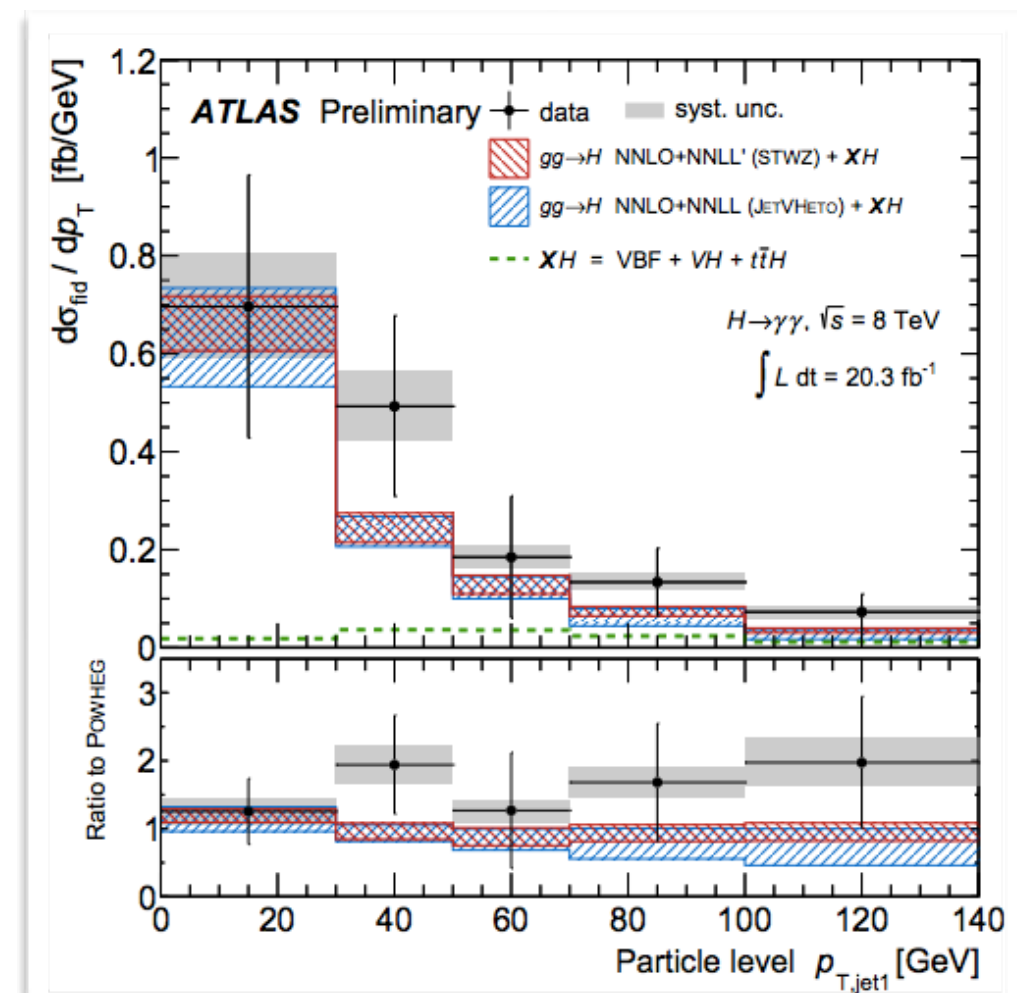 dσfid / dpT [fb/GeV]
1.2
1
0.8
0.6
0.4
0.2
0
ATLAS Preliminary
data
syst. unc.
gg→H NNLO+NNLL' (STWZ) + XH
gg→H NNLO+NNLL (JETVHETO) + XH
XH = VBF + VH + tt̄H
H→γγ, √s = 8 TeV
∫ L dt = 20.3 fb-1
Ratio to POWHEG
3
2
1
0
0 20 40 60 80 100 120 140
Particle level pT,jet1 [GeV]